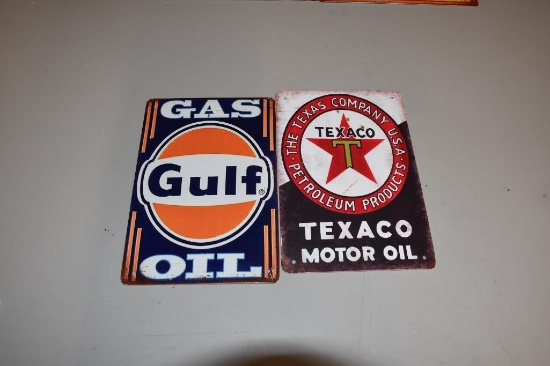 GAS
Gulf®
OIL
THE TEXAS COMPANY U.S.A.
TEXACO
T
PETROLEUM PRODUCTS
TEXACO
MOTOR OIL